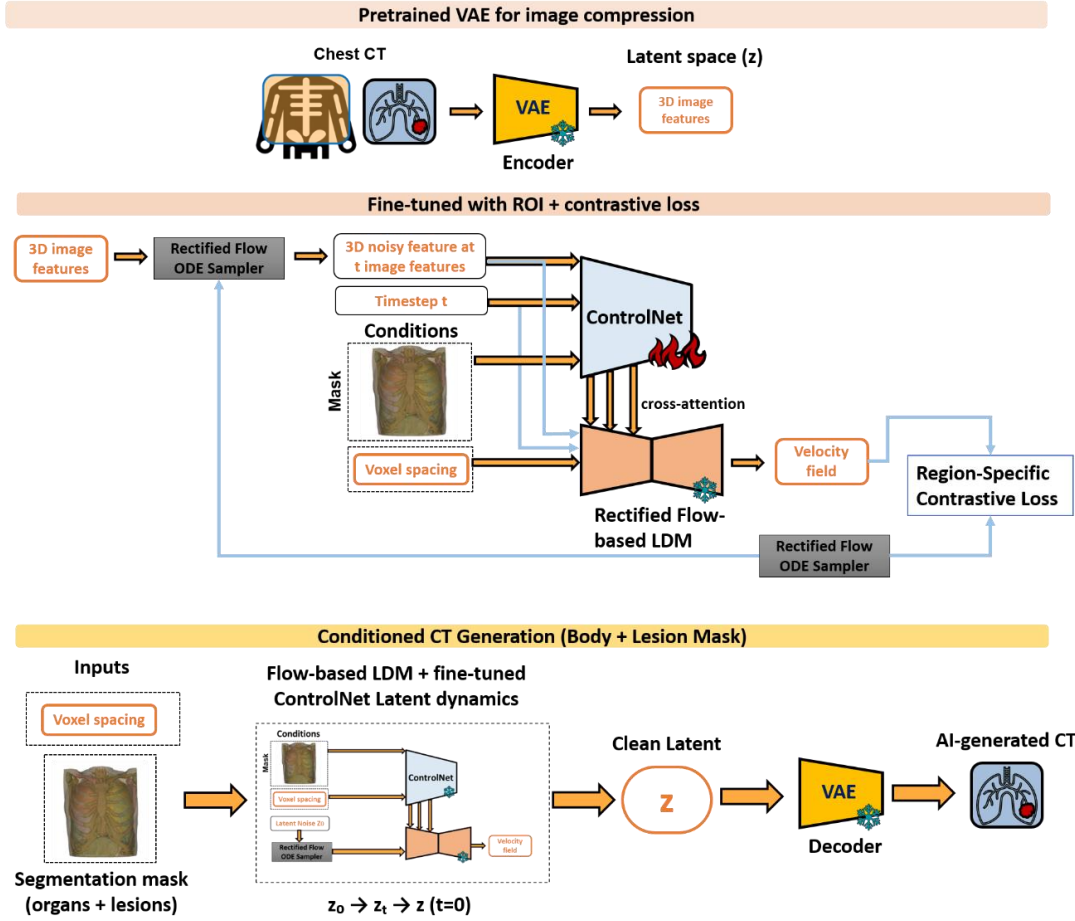 Pretrained VAE for image compression
Chest CT
Latent space (z)
VAE
3D image
features
Encoder
Fine-tuned with ROI + contrastive loss
3D image
features
Rectified Flow
ODE Sampler
3D noisy feature at
t image features
Timestep t
Conditions
Mask
ControlNet
cross-attention
Voxel spacing
Velocity
field
Region-Specific
Contrastive Loss
Rectified Flow-
based LDM
Rectified Flow
ODE Sampler
Conditioned CT Generation (Body + Lesion Mask)
Inputs
Voxel spacing
Segmentation mask
(organs + lesions)
Flow-based LDM + fine-tuned
ControlNet Latent dynamics
Conditions
Mask
ControlNet
Voxel spacing
Latent Noise Z0
Rectified Flow
ODE Sampler
Velocity
field
z₀ → zₜ → z (t=0)
Clean Latent
z
VAE
Decoder
AI-generated CT